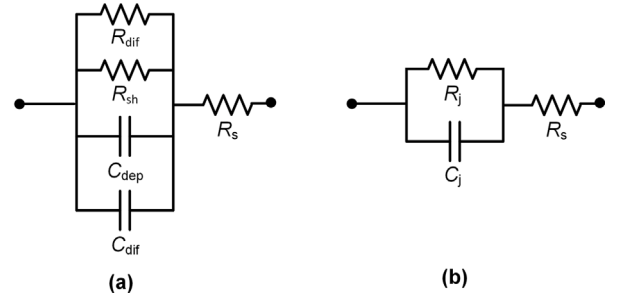 R_dif
R_sh
R_s
C_dep
C_dif
(a)
R_j
R_s
C_j
(b)